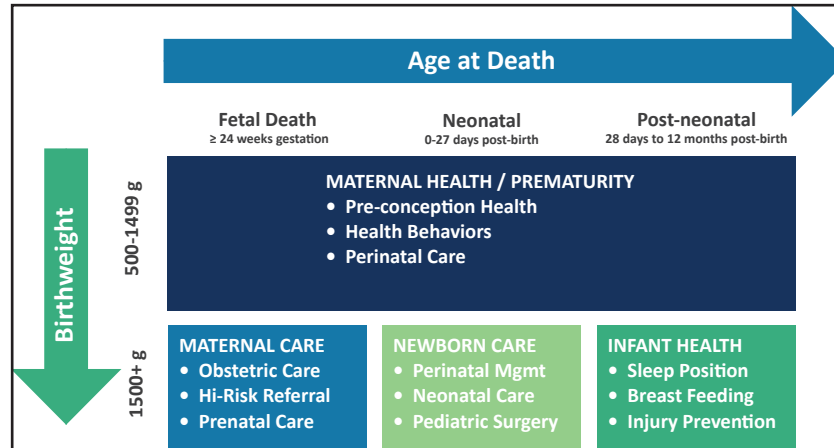 Age at Death
Fetal Death
≥ 24 weeks gestation
Neonatal
0-27 days post-birth
Post-neonatal
28 days to 12 months post-birth
Birthweight
500-1499 g
MATERNAL HEALTH / PREMATURITY
• Pre-conception Health
• Health Behaviors
• Perinatal Care
1500+ g
MATERNAL CARE
• Obstetric Care
• Hi-Risk Referral
• Prenatal Care
NEWBORN CARE
• Perinatal Mgmt
• Neonatal Care
• Pediatric Surgery
INFANT HEALTH
• Sleep Position
• Breast Feeding
• Injury Prevention